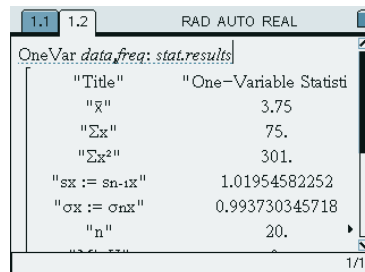 1.1 1.2 RAD AUTO REAL
OneVar data,freq: stat.results
"Title" "One−Variable Statisti
"x̄" 3.75
"Σx" 75.
"Σx²" 301.
"sx := sn-1x" 1.01954582252
"σx := σnx" 0.993730345718
"n" 20.
1/1